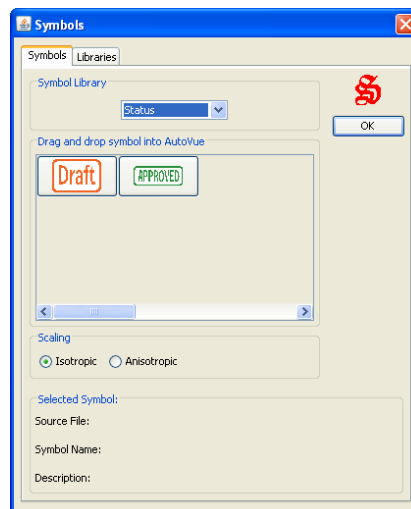 Symbols
Symbols Libraries
Symbol Library
Status
S
OK
Drag and drop symbol into AutoVue
Draft
APPROVED
Scaling
Isotropic Anisotropic
Selected Symbol:
Source File:
Symbol Name:
Description: